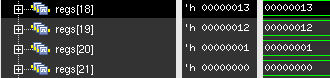 regs[18] 'h 00000013 00000013
regs[19] 'h 00000012 00000012
regs[20] 'h 00000001 00000001
regs[21] 'h 00000000 00000000